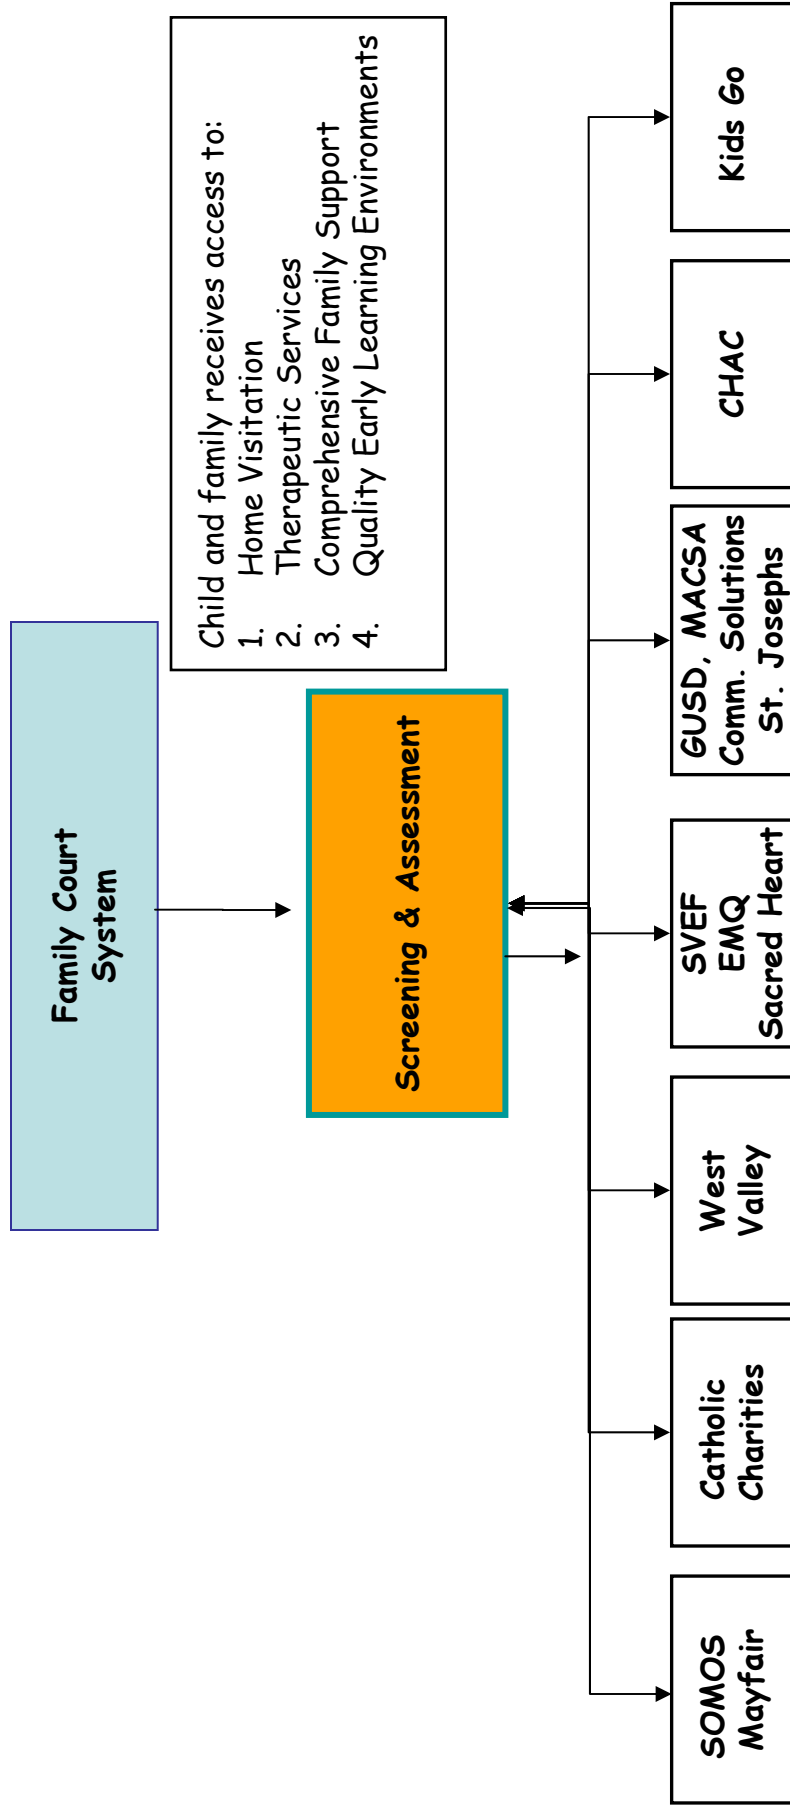 Family Court
System
Child and family receives access to:
1. Home Visitation
2. Therapeutic Services
3. Comprehensive Family Support
4. Quality Early Learning Environments
Screening & Assessment
SOMOS
Mayfair
Catholic
Charities
West
Valley
SVEF
EMQ
Sacred Heart
GUSD, MACSA
Comm. Solutions
St. Josephs
CHAC
Kids Go